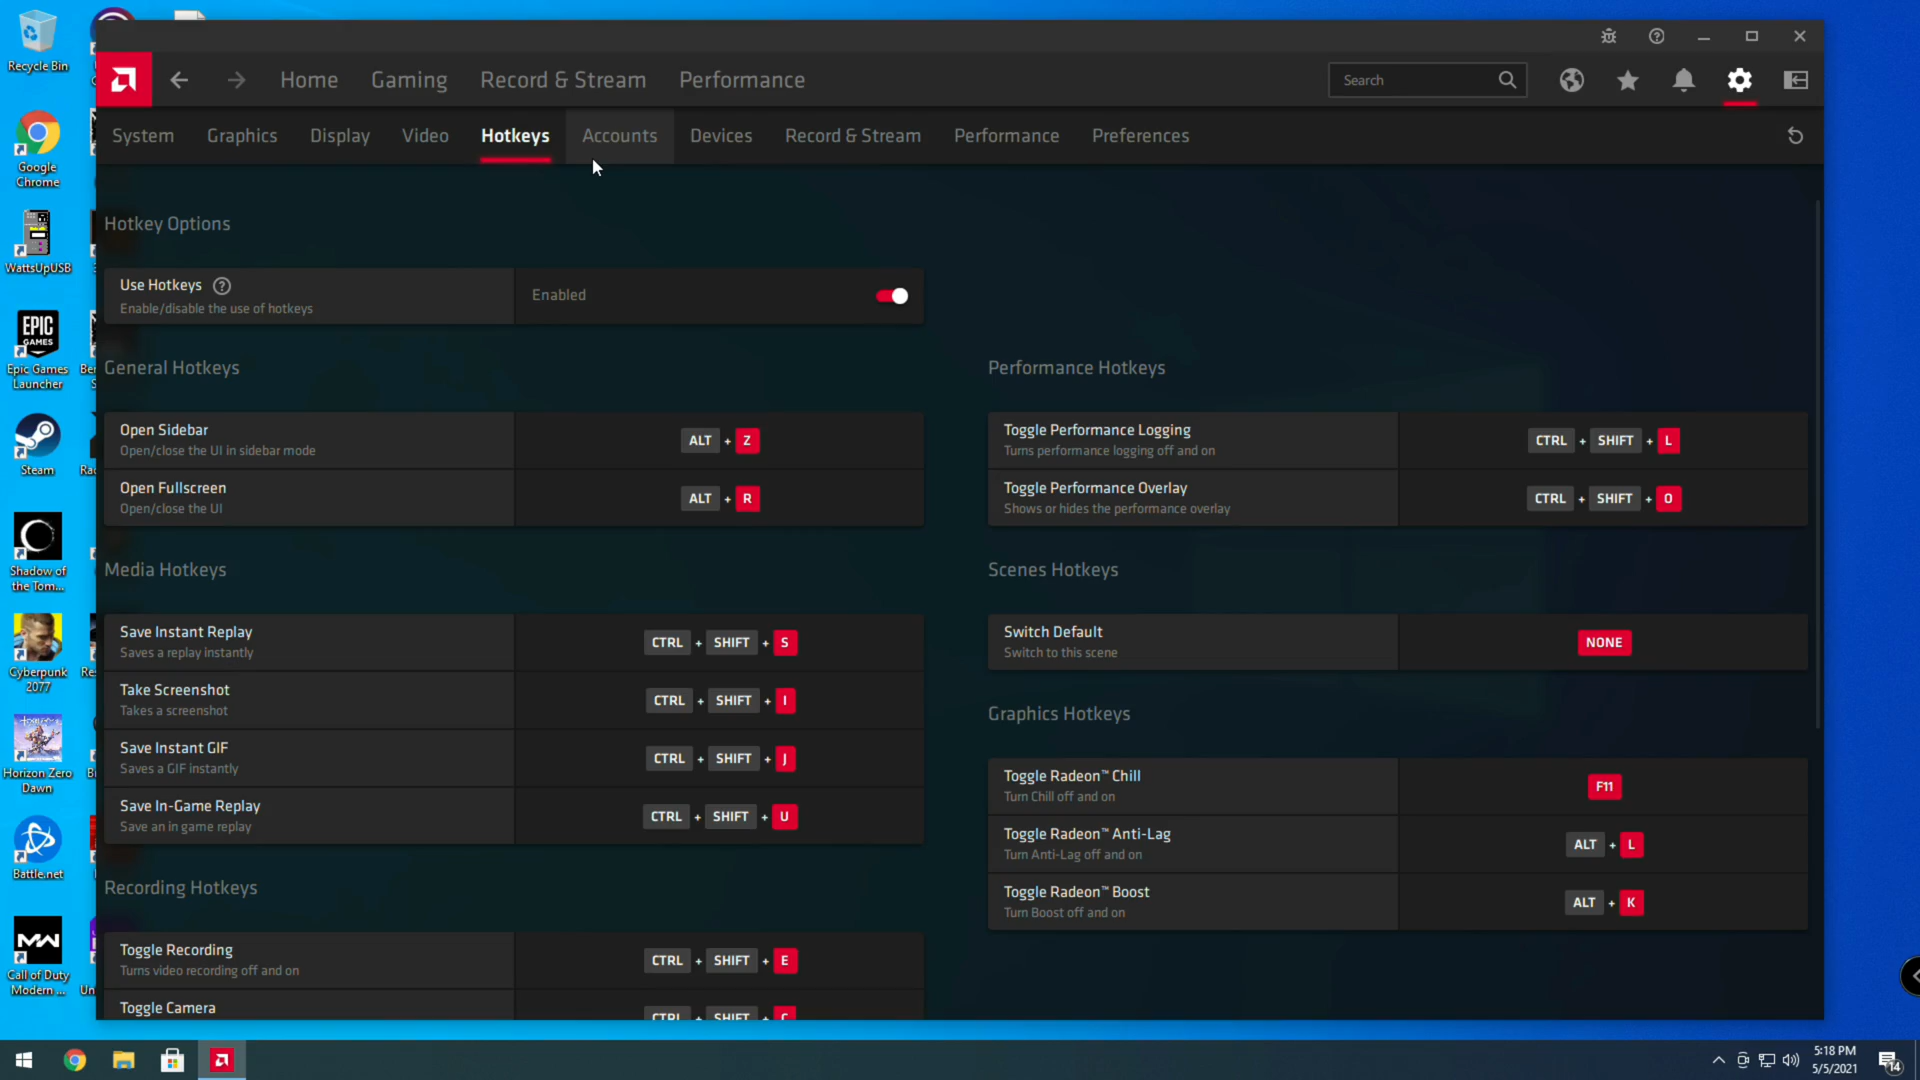 Recycle Bin
Google
Chrome
WattsUpUSB
EPIC
GAMES
Epic Games
Launcher
Steam
Shadow of
the Tom...
Cyberpunk
2077
Horizon Zero
Dawn
Battle.net
Call of Duty
Modern ...
Home
Gaming
Record & Stream
Performance
Search
System
Graphics
Display
Video
Hotkeys
Accounts
Devices
Record & Stream
Performance
Preferences
Hotkey Options
Use Hotkeys ?
Enable/disable the use of hotkeys
Enabled
General Hotkeys
Open Sidebar
Open/close the UI in sidebar mode
ALT + Z
Open Fullscreen
Open/close the UI
ALT + R
Media Hotkeys
Save Instant Replay
Saves a replay instantly
CTRL + SHIFT + S
Take Screenshot
Takes a screenshot
CTRL + SHIFT + I
Save Instant GIF
Saves a GIF instantly
CTRL + SHIFT + J
Save In-Game Replay
Save an in game replay
CTRL + SHIFT + U
Recording Hotkeys
Toggle Recording
Turns video recording off and on
CTRL + SHIFT + E
Toggle Camera
CTRL + SHIFT + C
Performance Hotkeys
Toggle Performance Logging
Turns performance logging off and on
CTRL + SHIFT + L
Toggle Performance Overlay
Shows or hides the performance overlay
CTRL + SHIFT + O
Scenes Hotkeys
Switch Default
Switch to this scene
NONE
Graphics Hotkeys
Toggle Radeon™ Chill
Turn Chill off and on
F11
Toggle Radeon™ Anti-Lag
Turn Anti-Lag off and on
ALT + L
Toggle Radeon™ Boost
Turn Boost off and on
ALT + K
5:18 PM
5/5/2021
14